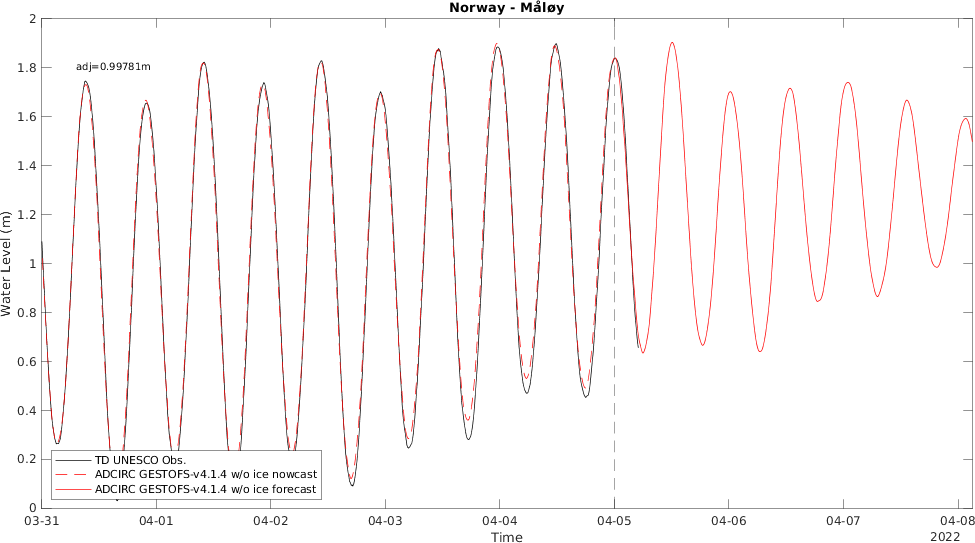 Norway - Måløy
2
1.8
1.6
1.4
1.2
1
0.8
0.6
0.4
0.2
0
Water Level (m)
adj=0.99781m
TD UNESCO Obs.
ADCIRC GESTOFS-v4.1.4 w/o ice nowcast
ADCIRC GESTOFS-v4.1.4 w/o ice forecast
03-31 04-01 04-02 04-03 04-04 04-05 04-06 04-07 04-08
Time
2022